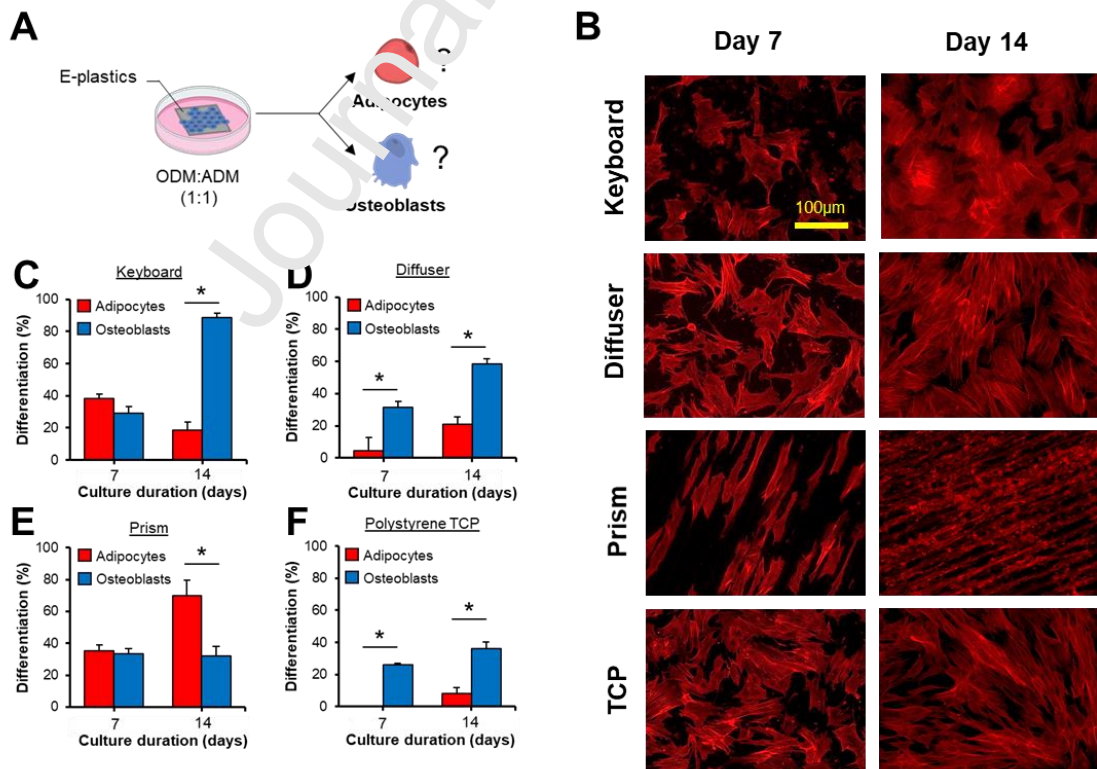 A
E-plastics
ODM:ADM
(1:1)
?
Adipocytes
?
Osteoblasts
Journal
B
Day 7
Day 14
Keyboard
100µm
Diffuser
Prism
TCP
C
Keyboard
Differentiation (%)
100
80
60
40
20
0
Adipocytes
Osteoblasts
*
7
14
Culture duration (days)
D
Diffuser
Differentiation (%)
100
80
60
40
20
0
Adipocytes
Osteoblasts
*
*
7
14
Culture duration (days)
E
Prism
Differentiation (%)
100
80
60
40
20
0
Adipocytes
Osteoblasts
*
7
14
Culture duration (days)
F
Polystyrene TCP
Differentiation (%)
100
80
60
40
20
0
Adipocytes
Osteoblasts
*
*
7
14
Culture duration (days)